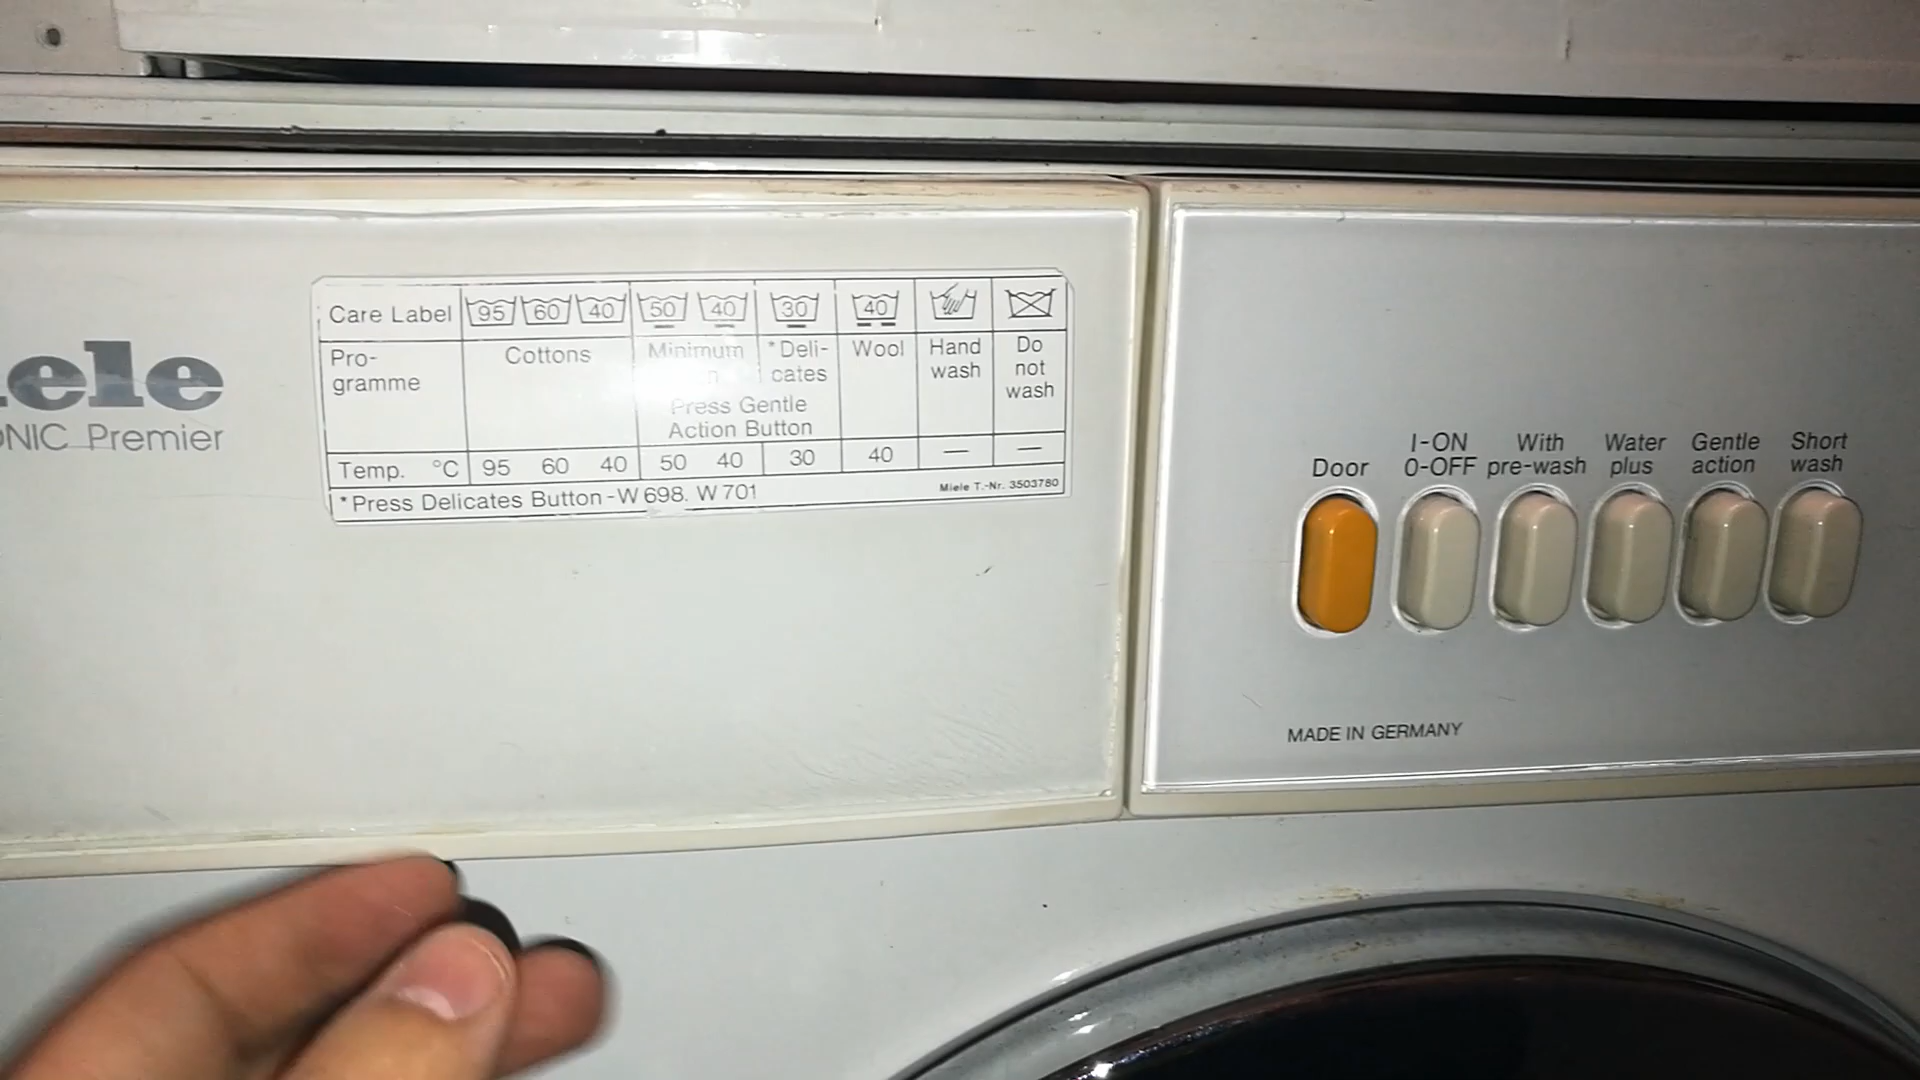 ele
ONIC Premier
Care Label 95 60 40 50 40 30 40
Pro-
gramme
Cottons
Minimum
*Deli-
cates
Press Gentle
Action Button
Wool
Hand
wash
Do
not
wash
Temp. °C 95 60 40 50 40 30 40 — —
*Press Delicates Button - W 698. W 701
Miele T.-Nr. 3503780
Door
I-ON
0-OFF
With
pre-wash
Water
plus
Gentle
action
Short
wash
MADE IN GERMANY